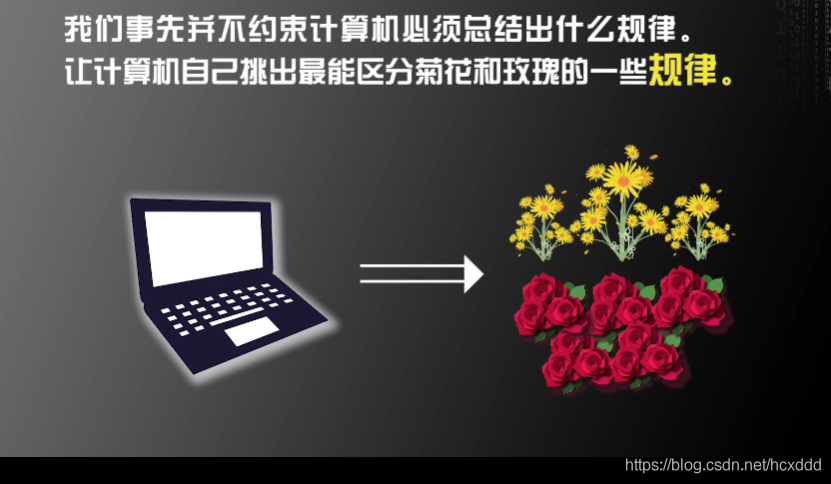 我们事先并不约束计算机必须总结出什么规律。
让计算机自己挑出最能区分菊花和玫瑰的一些规律。
https://blog.csdn.net/hcxddd